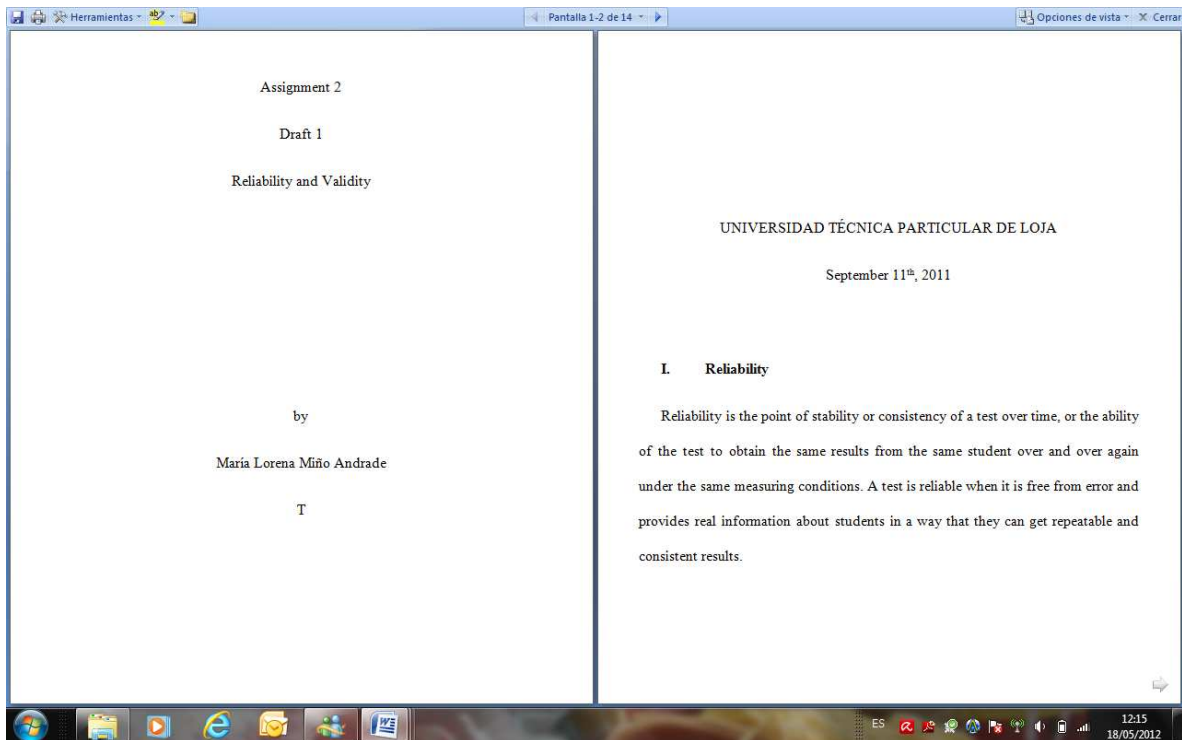 Herramientas
Pantalla 1-2 de 14
Opciones de vista
Cerrar
Assignment 2
Draft 1
Reliability and Validity
by
María Lorena Miño Andrade
T
UNIVERSIDAD TÉCNICA PARTICULAR DE LOJA
September 11th, 2011
I. Reliability
Reliability is the point of stability or consistency of a test over time, or the ability
of the test to obtain the same results from the same student over and over again
under the same measuring conditions. A test is reliable when it is free from error and
provides real information about students in a way that they can get repeatable and
consistent results.
ES
12:15
18/05/2012